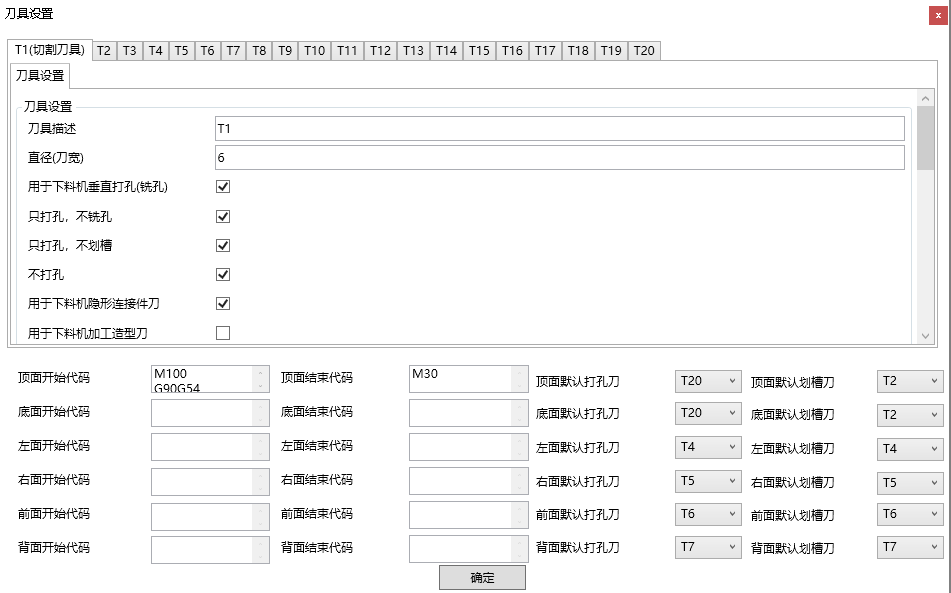 刀具设置
x
T1(切割刀具) T2 T3 T4 T5 T6 T7 T8 T9 T10 T11 T12 T13 T14 T15 T16 T17 T18 T19 T20
刀具设置
刀具设置
刀具描述 T1
直径(刀宽) 6
用于下料机垂直打孔(铣孔)
只打孔，不铣孔
只打孔，不划槽
不打孔
用于下料机隐形连接件刀
用于下料机加工造型刀
顶面开始代码 M100 顶面结束代码 M30 顶面默认打孔刀 T20 顶面默认划槽刀 T2
G90G54
底面开始代码 底面结束代码 底面默认打孔刀 T20 底面默认划槽刀 T2
左面开始代码 左面结束代码 左面默认打孔刀 T4 左面默认划槽刀 T4
右面开始代码 右面结束代码 右面默认打孔刀 T5 右面默认划槽刀 T5
前面开始代码 前面结束代码 前面默认打孔刀 T6 前面默认划槽刀 T6
背面开始代码 背面结束代码 背面默认打孔刀 T7 背面默认划槽刀 T7
确定